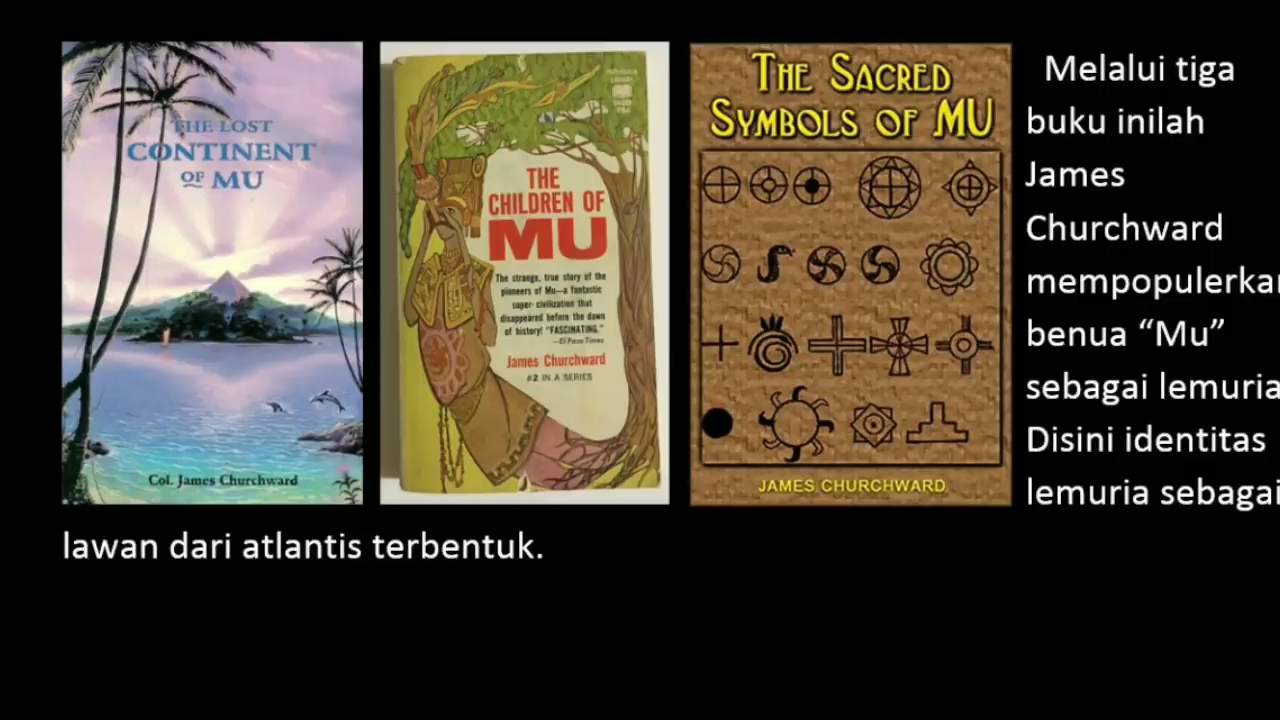 THE LOST
CONTINENT
OF MU
Col. James Churchward
THE
CHILDREN OF
MU
The strange, true story of the
pioneers of Mu—a fantastic
super-civilization that
disappeared before the dawn
of history! "FASCINATING."
—El Paso Times
James Churchward
#2 IN A SERIES
THE SACRED
SYMBOLS OF MU
JAMES CHURCHWARD
Melalui tiga
buku inilah
James
Churchward
mempopulerkan
benua “Mu”
sebagai lemuria
Disini identitas
lemuria sebagai
lawan dari atlantis terbentuk.